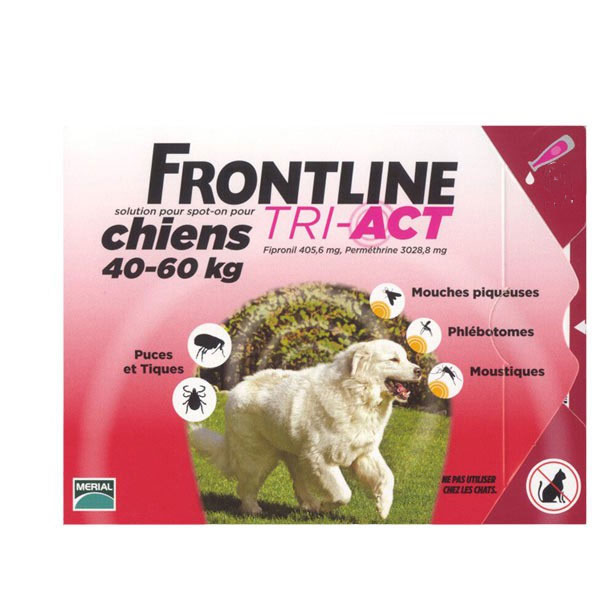 FRONTLINE
TRI-ACT
solution pour spot-on pour
chiens
40-60 kg
Fipronil 405,6 mg, Perméthrine 3028,8 mg
Mouches piqueuses
Phlébotomes
Moustiques
Puces
et Tiques
MERIAL
NE PAS UTILISER
CHEZ LES CHATS.